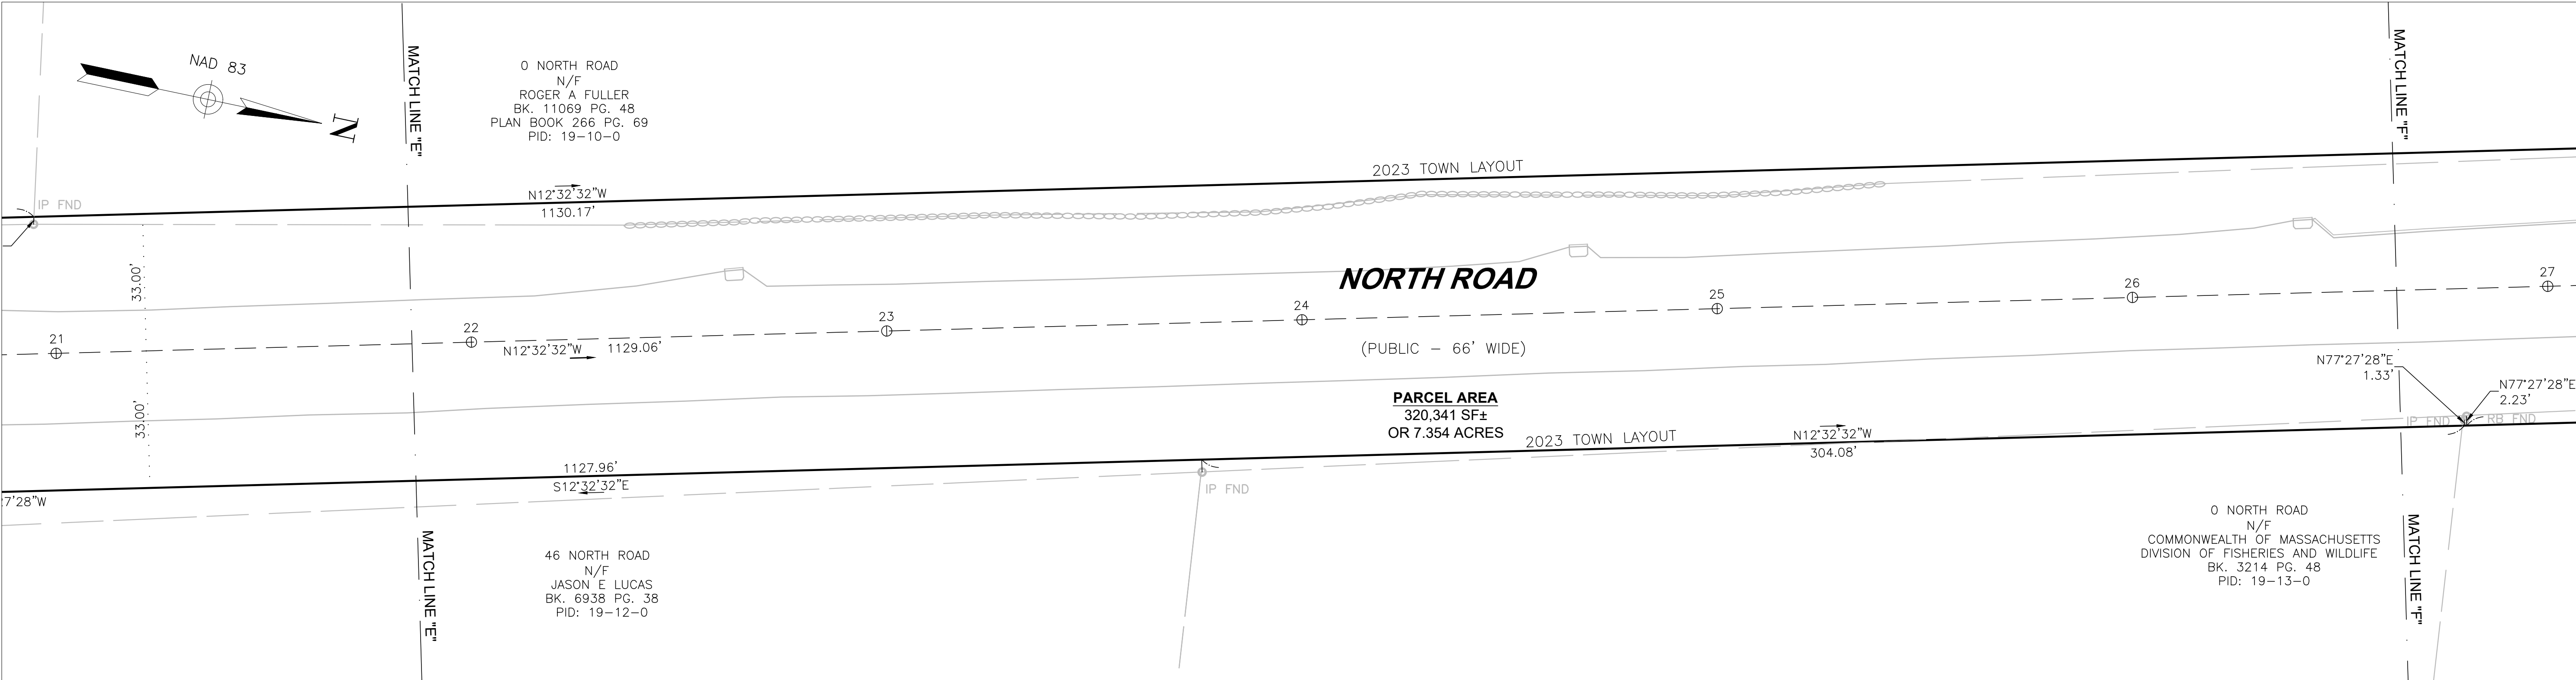 NAD 83
N
MATCH LINE "E"
0 NORTH ROAD
N/F
ROGER A FULLER
BK. 11069 PG. 48
PLAN BOOK 266 PG. 69
PID: 19-10-0
MATCH LINE "F"
2023 TOWN LAYOUT
IP FND
N12°32'32"W
1130.17'
33.00'
NORTH ROAD
21
22
23
24
25
26
27
N12°32'32"W
1129.06'
(PUBLIC - 66' WIDE)
N77°27'28"E
1.33'
N77°27'28"E
2.23'
33.00'
PARCEL AREA
320,341 SF±
OR 7.354 ACRES
IP FND
RB FND
2023 TOWN LAYOUT
N12°32'32"W
304.08'
1127.96'
S12°32'32"E
27'28"W
IP FND
46 NORTH ROAD
N/F
JASON E LUCAS
BK. 6938 PG. 38
PID: 19-12-0
MATCH LINE "E"
0 NORTH ROAD
N/F
COMMONWEALTH OF MASSACHUSETTS
DIVISION OF FISHERIES AND WILDLIFE
BK. 3214 PG. 48
PID: 19-13-0
MATCH LINE "F"